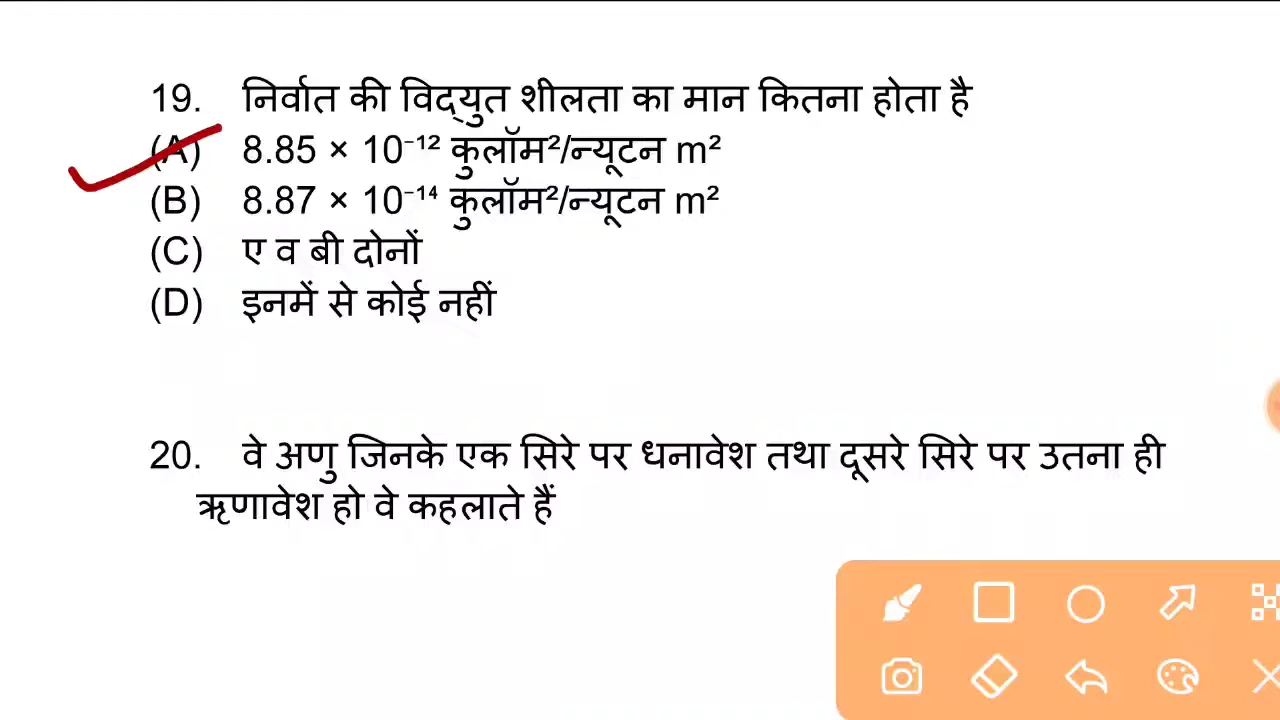 19. निर्वात की विद्‌युत शीलता का मान कितना होता है
(A) 8.85 × 10⁻¹² कुलॉम²/न्यूटन m²
(B) 8.87 × 10⁻¹⁴ कुलॉम²/न्यूटन m²
(C) ए व बी दोनों
(D) इनमें से कोई नहीं
20. वे अणु जिनके एक सिरे पर धनावेश तथा दूसरे सिरे पर उतना ही
ऋणावेश हो वे कहलाते हैं